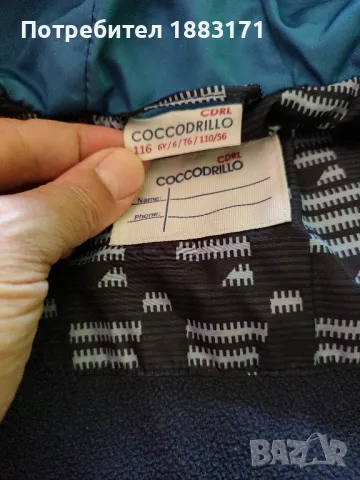 Потребител 1883171
CDRL
COCCODRILLO
116 6Y/6/T6/110/56
CDRL
COCCODRILLO
Name:
Phone:
BAZAR